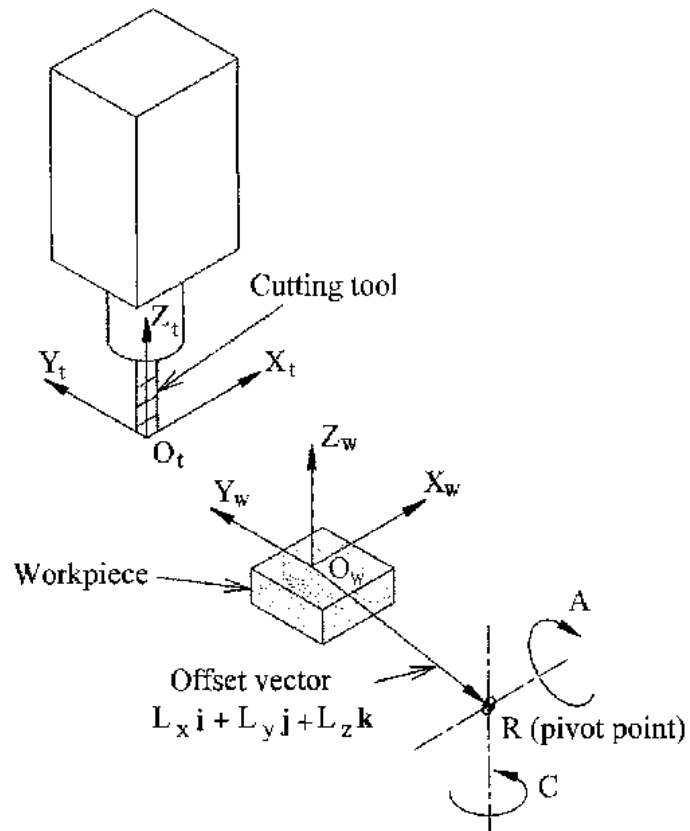 Cutting tool
Z_t
Y_t
X_t
O_t
Z_w
Y_w
X_w
O_w
Workpiece
A
Offset vector
L_x i + L_y j + L_z k
R (pivot point)
C